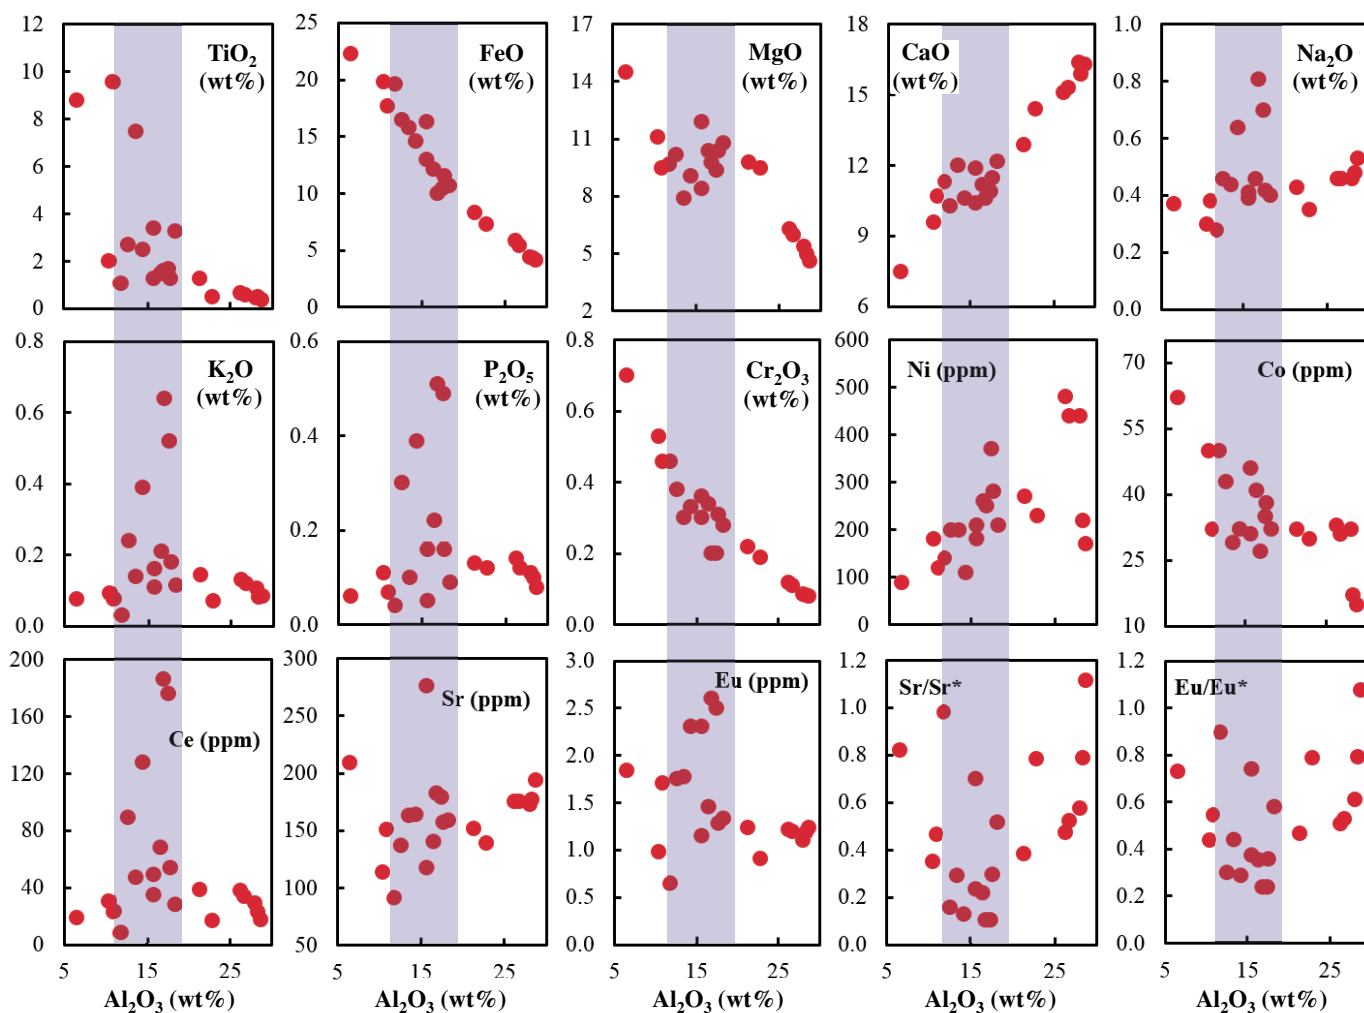 12
10
8
6
4
2
0
TiO₂
(wt%)
25
20
15
10
5
0
FeO
(wt%)
17
14
11
8
5
2
MgO
(wt%)
18
15
12
9
6
CaO
(wt%)
1.0
0.8
0.6
0.4
0.2
0.0
Na₂O
(wt%)
0.8
0.6
0.4
0.2
0.0
K₂O
(wt%)
0.6
0.4
0.2
0.0
P₂O₅
(wt%)
0.8
0.6
0.4
0.2
0.0
Cr₂O₃
(wt%)
600
500
400
300
200
100
0
Ni (ppm)
70
55
40
25
10
Co (ppm)
200
160
120
80
40
0
Ce (ppm)
5 15 25
Al₂O₃ (wt%)
300
250
200
150
100
50
Sr (ppm)
5 15 25
Al₂O₃ (wt%)
3.0
2.5
2.0
1.5
1.0
0.5
0.0
Eu (ppm)
5 15 25
Al₂O₃ (wt%)
1.2
1.0
0.8
0.6
0.4
0.2
0.0
Sr/Sr*
5 15 25
Al₂O₃ (wt%)
1.2
1.0
0.8
0.6
0.4
0.2
0.0
Eu/Eu*
5 15 25
Al₂O₃ (wt%)